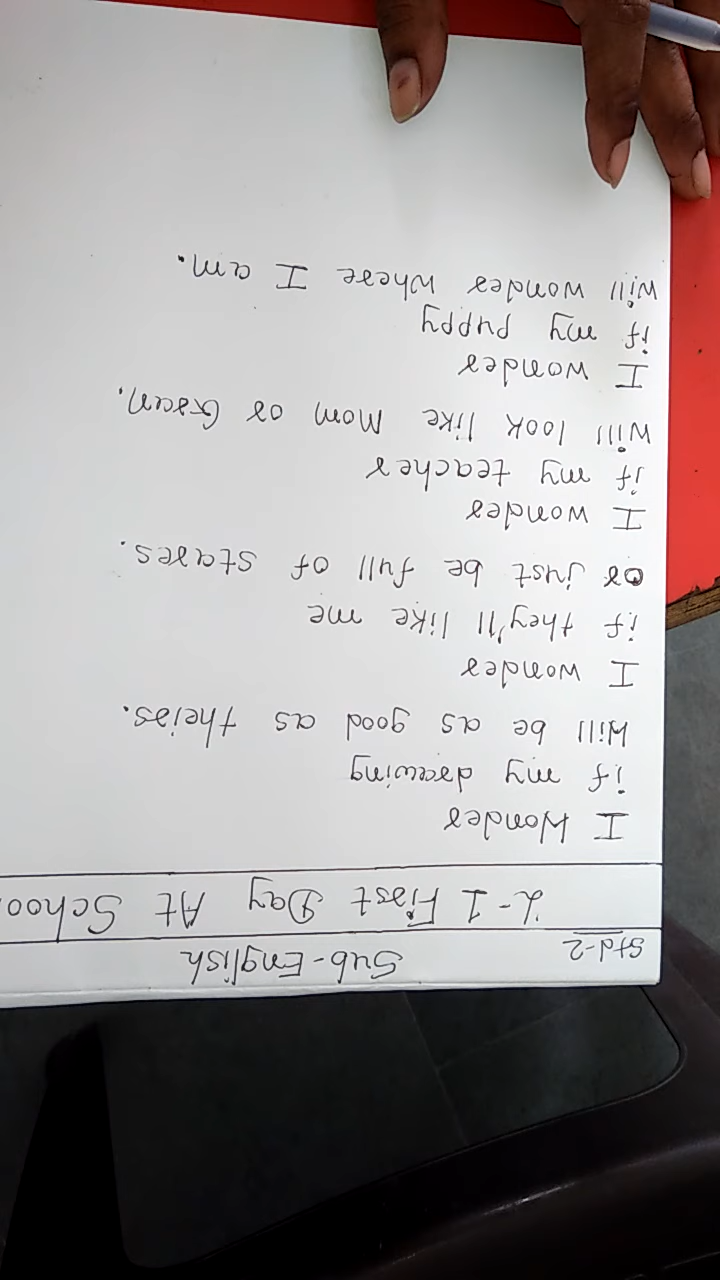 Std-2 Sub-English
L-1 First Day At School
I Wonder
if my drawing
Will be as good as theirs.
I wonder
if they'll like me
or just be full of stares.
I wonder
if my teacher
will look like Mom or Gran.
I wonder
if my puppy
will wonder where I am.